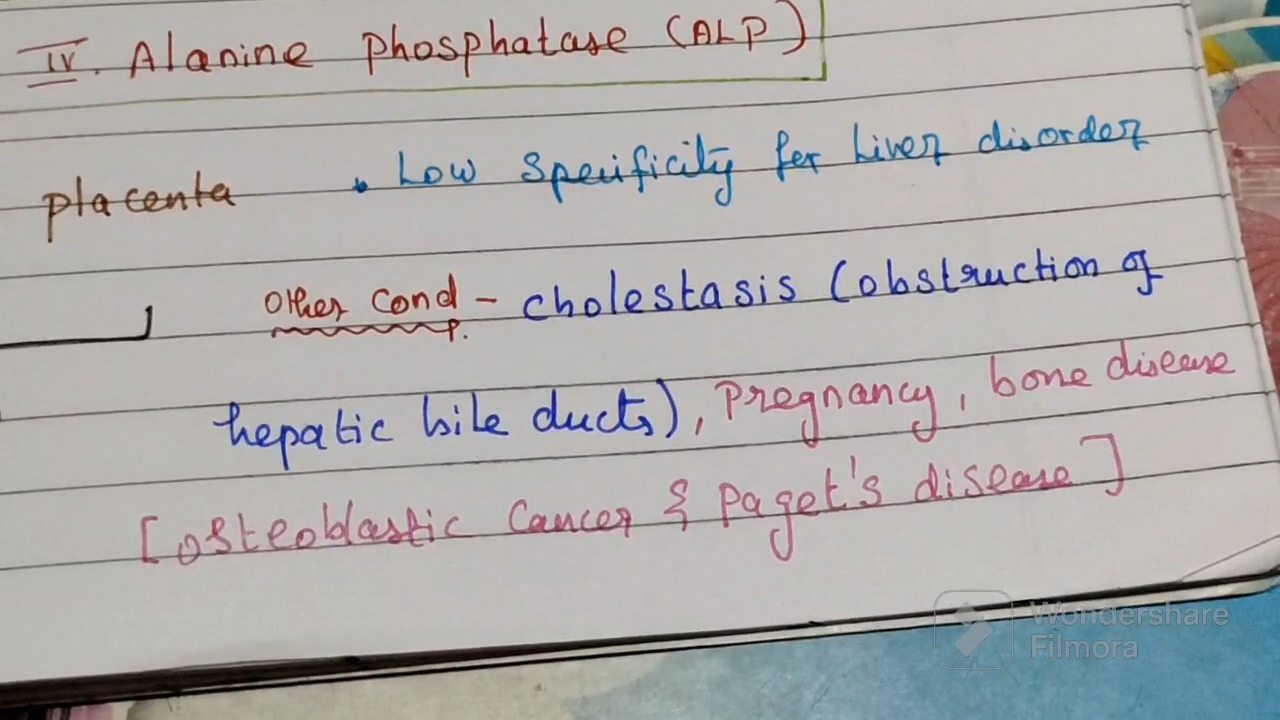 IV. Alanine phosphatase (ALP)
placenta • Low specificity for Liver disorder
Other cond - cholestasis (obstruction of
P.
hepatic bile ducts), Pregnancy, bone disease
[osteoblastic cancer & paget's disease]
Wondershare
Filmora